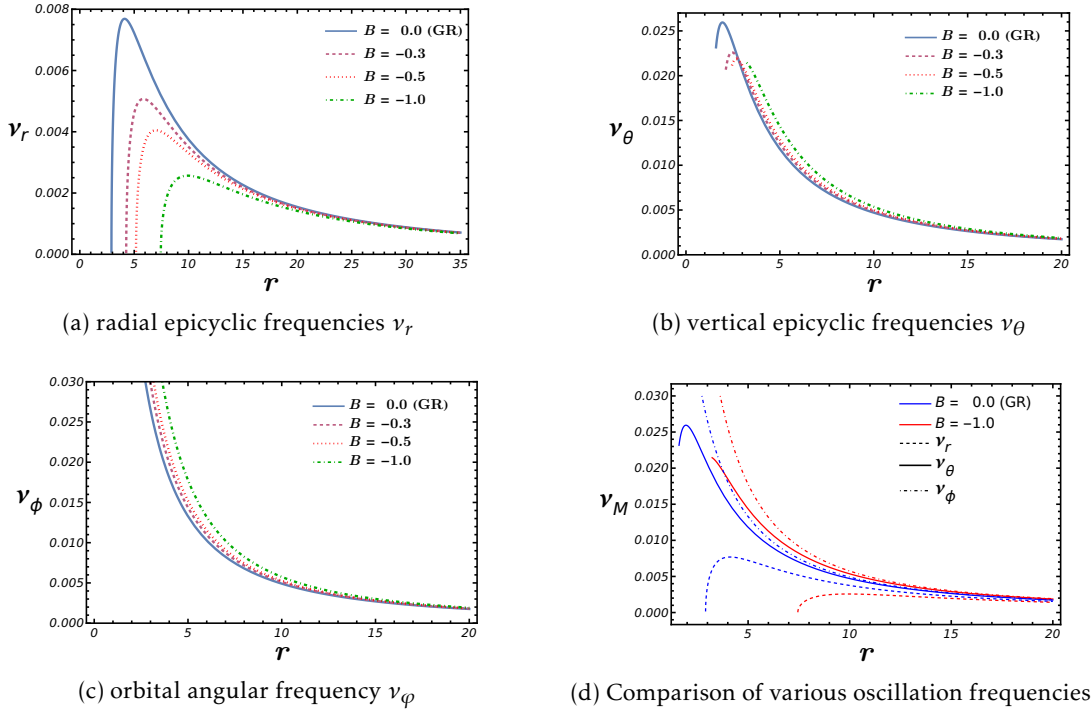 0.008
0.006
0.004
0.002
0.000
ν_r
0 5 10 15 20 25 30 35
r
B = 0.0 (GR)
B = −0.3
B = −0.5
B = −1.0
(a) radial epicyclic frequencies ν_r
0.025
0.020
0.015
0.010
0.005
0.000
ν_θ
0 5 10 15 20
r
B = 0.0 (GR)
B = −0.3
B = −0.5
B = −1.0
(b) vertical epicyclic frequencies ν_θ
0.030
0.025
0.020
0.015
0.010
0.005
0.000
ν_ϕ
0 5 10 15 20
r
B = 0.0 (GR)
B = −0.3
B = −0.5
B = −1.0
(c) orbital angular frequency ν_φ
0.030
0.025
0.020
0.015
0.010
0.005
0.000
ν_M
5 10 15 20
r
B = 0.0 (GR)
B = −1.0
ν_r
ν_θ
ν_ϕ
(d) Comparison of various oscillation frequencies